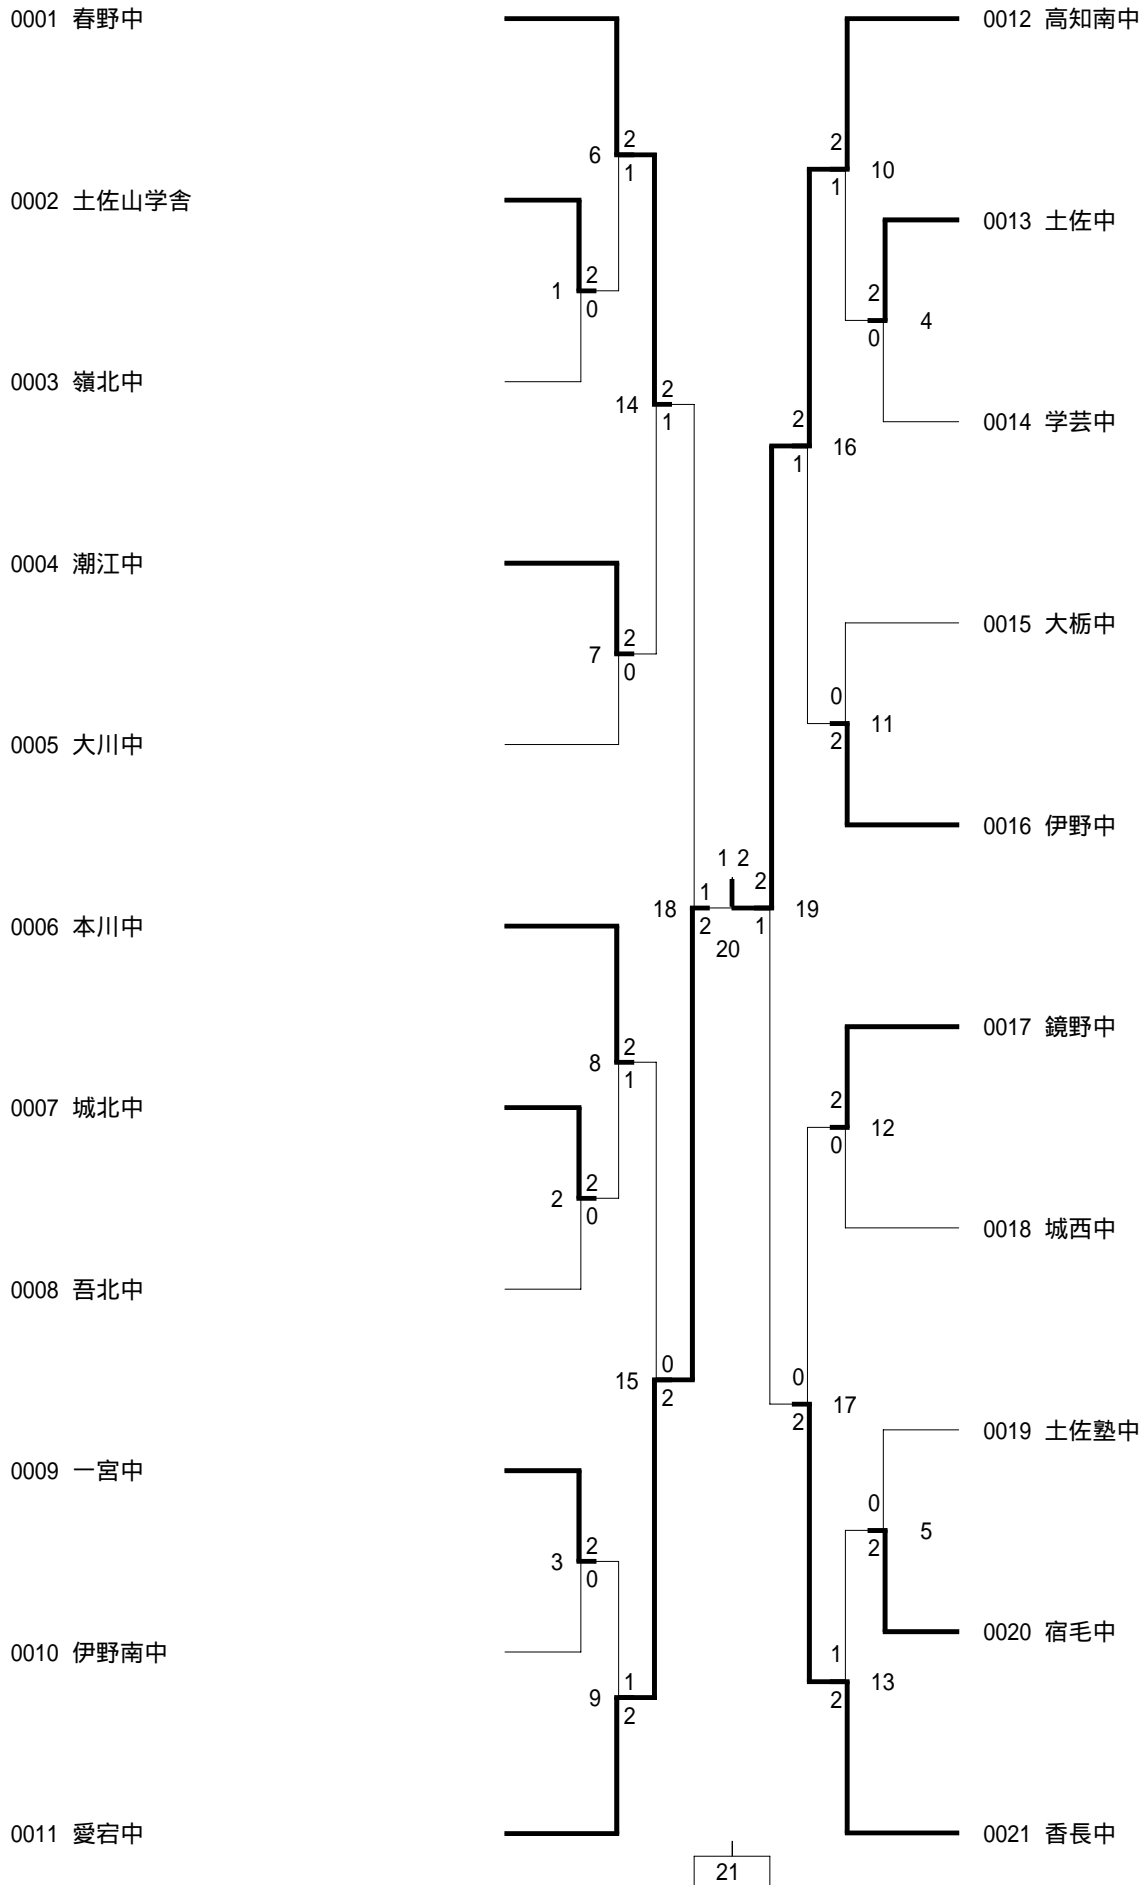 0001 春野中
0012 高知南中
2
6
1
2
10
1
0002 土佐山学舎
0013 土佐中
2
1
0
2
4
0
0003 嶺北中
2
14
1
0014 学芸中
2
16
1
0004 潮江中
0015 大栃中
2
7
0
0
11
2
0005 大川中
0016 伊野中
1 2
1
18
2
20
2
19
1
0006 本川中
0017 鏡野中
2
8
1
2
12
0
0007 城北中
2
2
0
0018 城西中
0008 吾北中
0
15
2
0
17
2
0019 土佐塾中
0009 一宮中
2
3
0
0
5
2
0010 伊野南中
0020 宿毛中
1
9
2
1
13
2
0011 愛宕中
0021 香長中
21